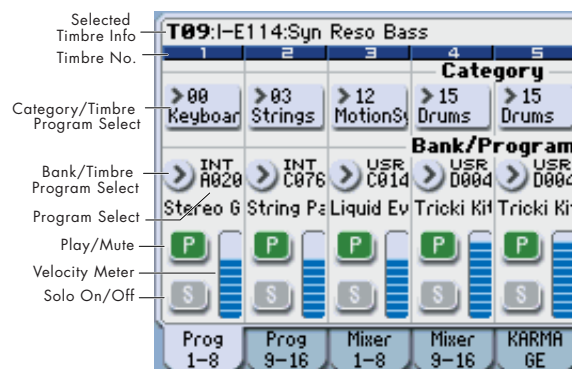 Selected
Timbre Info
T09:I-E114:Syn Reso Bass
Timbre No.
1 2 3 4 5
Category
Category/Timbre
Program Select
00 03 12 15 15
Keyboar Strings MotionSy Drums Drums
Bank/Program
Bank/Timbre
Program Select
INT INT USR USR USR
A020 C076 C014 D004 D004
Program Select
Stereo G String Pa Liquid Ev Tricki Kit Tricki Kit
Play/Mute
P P P P P
Velocity Meter
Solo On/Off
S S S S S
Prog Prog Mixer Mixer KARMA
1-8 9-16 1-8 9-16 GE